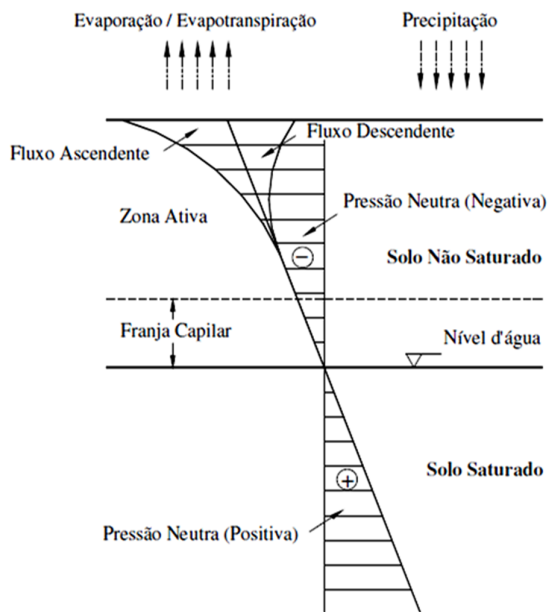 Evaporação / Evapotranspiração
Precipitação
Fluxo Descendente
Fluxo Ascendente
Pressão Neutra (Negativa)
Zona Ativa
Solo Não Saturado
Franja Capilar
Nível d'água
Solo Saturado
Pressão Neutra (Positiva)